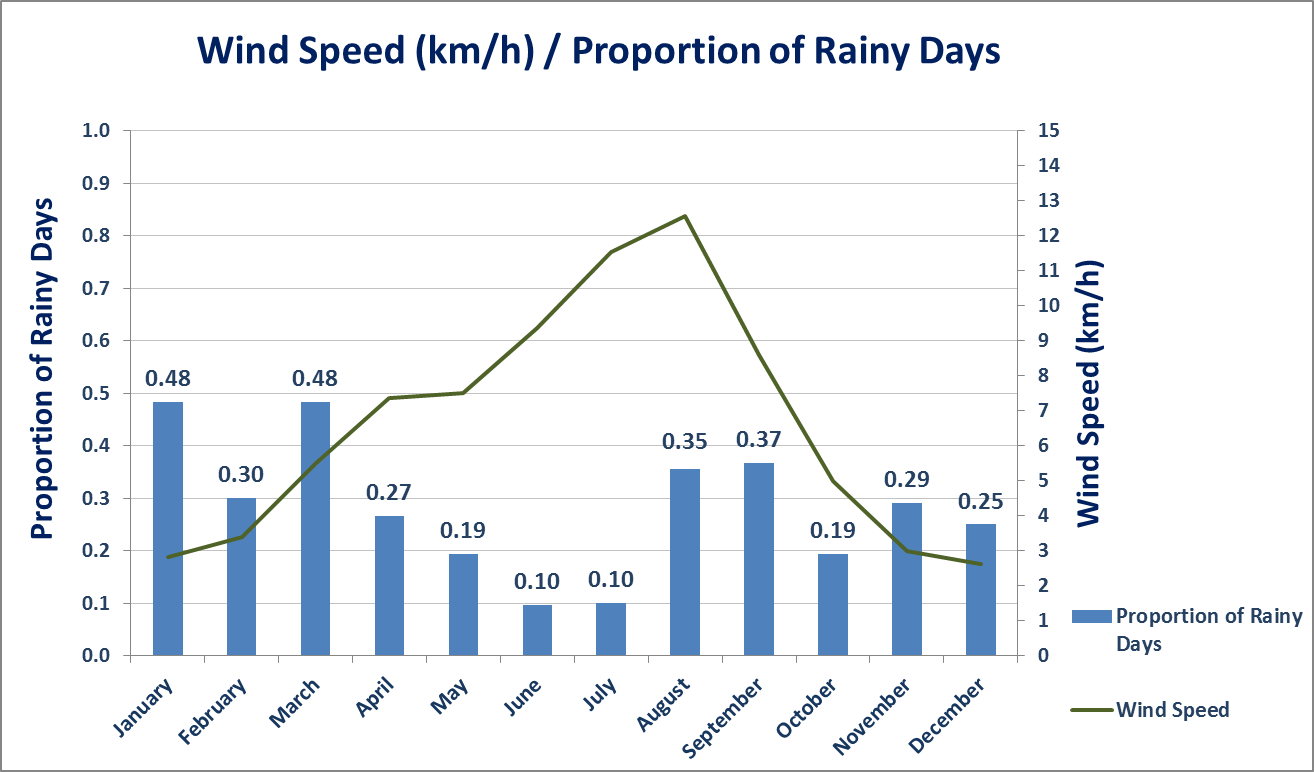 Wind Speed (km/h) / Proportion of Rainy Days
Proportion of Rainy Days
1.0
0.9
0.8
0.7
0.6
0.5
0.4
0.3
0.2
0.1
0.0
0.48
0.30
0.48
0.27
0.19
0.10
0.10
0.35
0.37
0.19
0.29
0.25
15
14
13
12
11
10
9
8
7
6
5
4
3
2
1
0
Wind Speed (km/h)
January
February
March
April
May
June
July
August
September
October
November
December
Proportion of Rainy
Days
Wind Speed